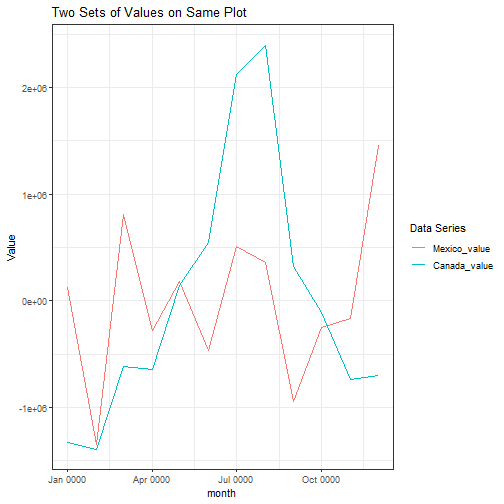 Two Sets of Values on Same Plot
2e+06
1e+06
0e+00
-1e+06
Value
Jan 0000 Apr 0000 Jul 0000 Oct 0000
month
Data Series
Mexico_value
Canada_value